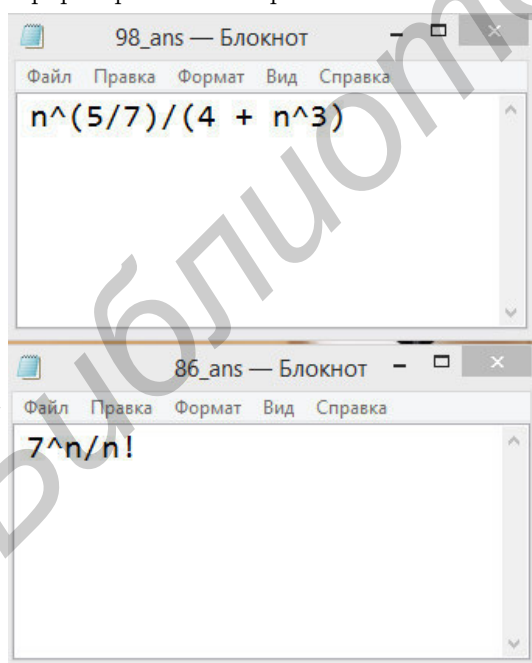 98_ans — Блокнот
Файл Правка Формат Вид Справка
n^(5/7)/(4 + n^3)
86_ans — Блокнот
Файл Правка Формат Вид Справка
7^n/n!